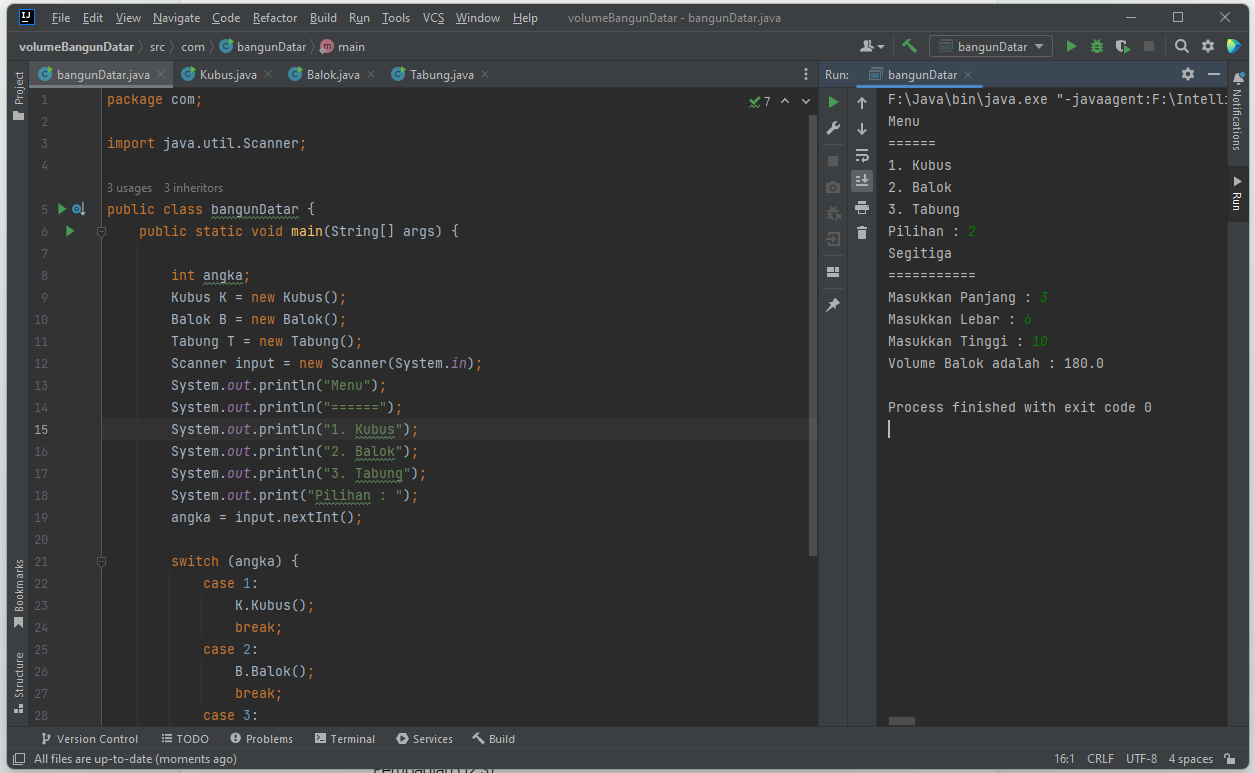 File Edit View Navigate Code Refactor Build Run Tools VCS Window Help volumeBangunDatar - bangunDatar.java
volumeBangunDatar src com bangunDatar main
bangunDatar
Project
bangunDatar.java Kubus.java Balok.java Tabung.java
7
1 package com;
2
3 import java.util.Scanner;
4
3 usages 3 inheritors
5 public class bangunDatar {
6 public static void main(String[] args) {
7
8 int angka;
9 Kubus K = new Kubus();
10 Balok B = new Balok();
11 Tabung T = new Tabung();
12 Scanner input = new Scanner(System.in);
13 System.out.println("Menu");
14 System.out.println("======");
15 System.out.println("1. Kubus");
16 System.out.println("2. Balok");
17 System.out.println("3. Tabung");
18 System.out.print("Pilihan : ");
19 angka = input.nextInt();
20
21 switch (angka) {
22 case 1:
23 K.Kubus();
24 break;
25 case 2:
26 B.Balok();
27 break;
28 case 3:
Run: bangunDatar
F:\Java\bin\java.exe "-javaagent:F:\Intelli
Menu
======
1. Kubus
2. Balok
3. Tabung
Pilihan : 2
Segitiga
===========
Masukkan Panjang : 3
Masukkan Lebar : 6
Masukkan Tinggi : 10
Volume Balok adalah : 180.0
Process finished with exit code 0
Notifications
Run
Bookmarks
Structure
Version Control TODO Problems Terminal Services Build
All files are up-to-date (moments ago) 16:1 CRLF UTF-8 4 spaces